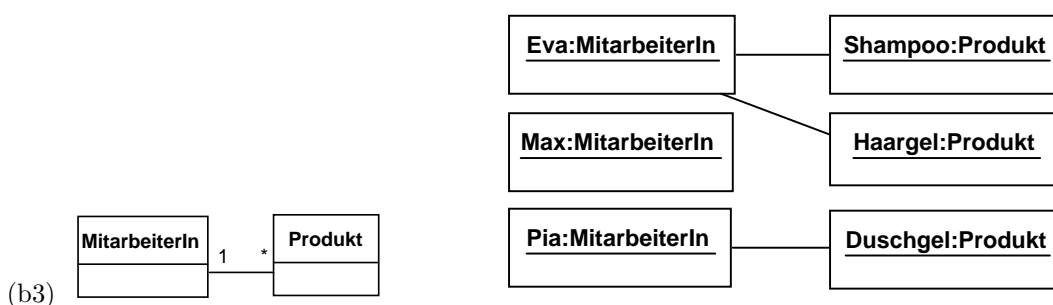 Eva:MitarbeiterIn
Shampoo:Produkt
Max:MitarbeiterIn
Haargel:Produkt
Pia:MitarbeiterIn
Duschgel:Produkt
MitarbeiterIn
1
*
Produkt
(b3)